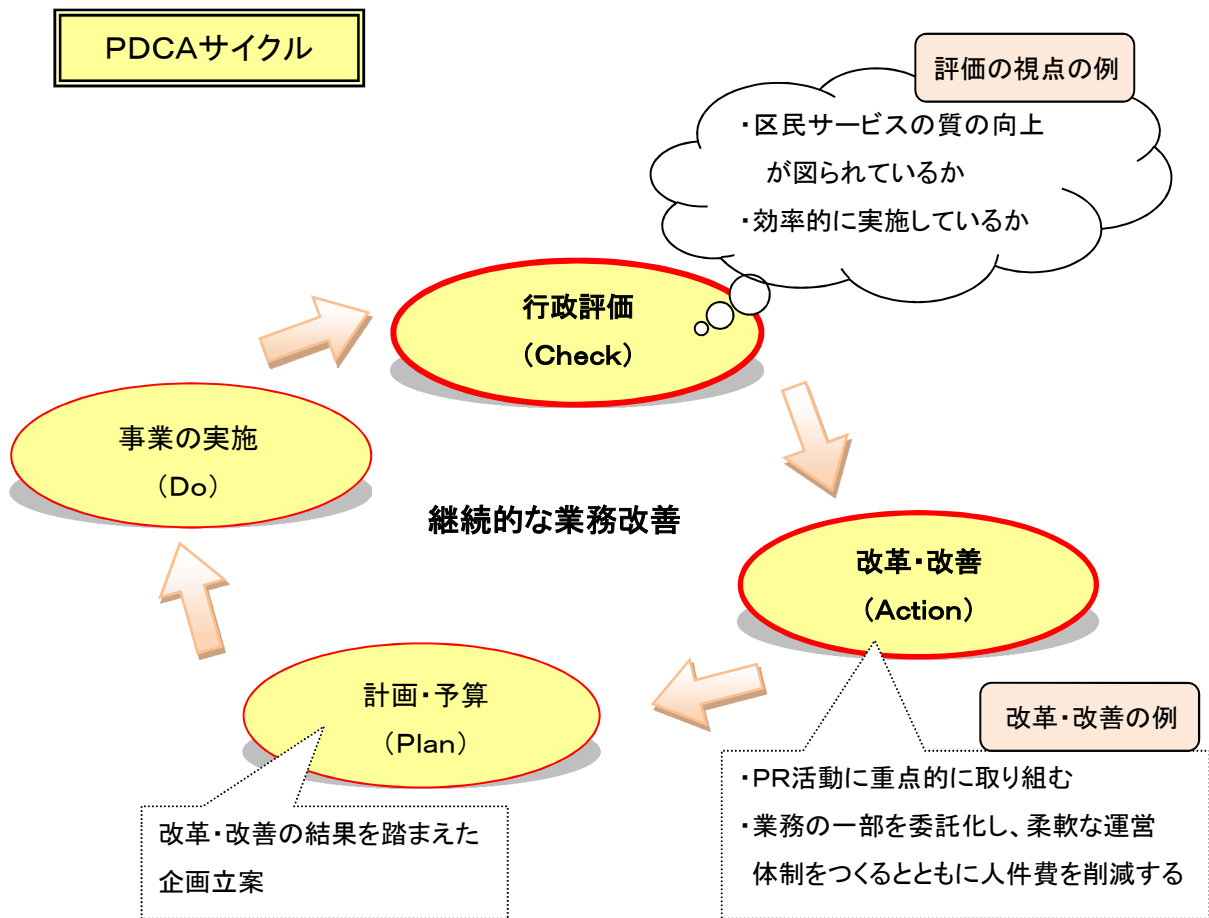 PDCAサイクル
評価の視点の例
・区民サービスの質の向上
が図られているか
・効率的に実施しているか
行政評価
(Check)
事業の実施
(Do)
継続的な業務改善
改革・改善
(Action)
計画・予算
(Plan)
改革・改善の例
・PR活動に重点的に取り組む
・業務の一部を委託化し、柔軟な運営
体制をつくるとともに人件費を削減する
改革・改善の結果を踏まえた
企画立案